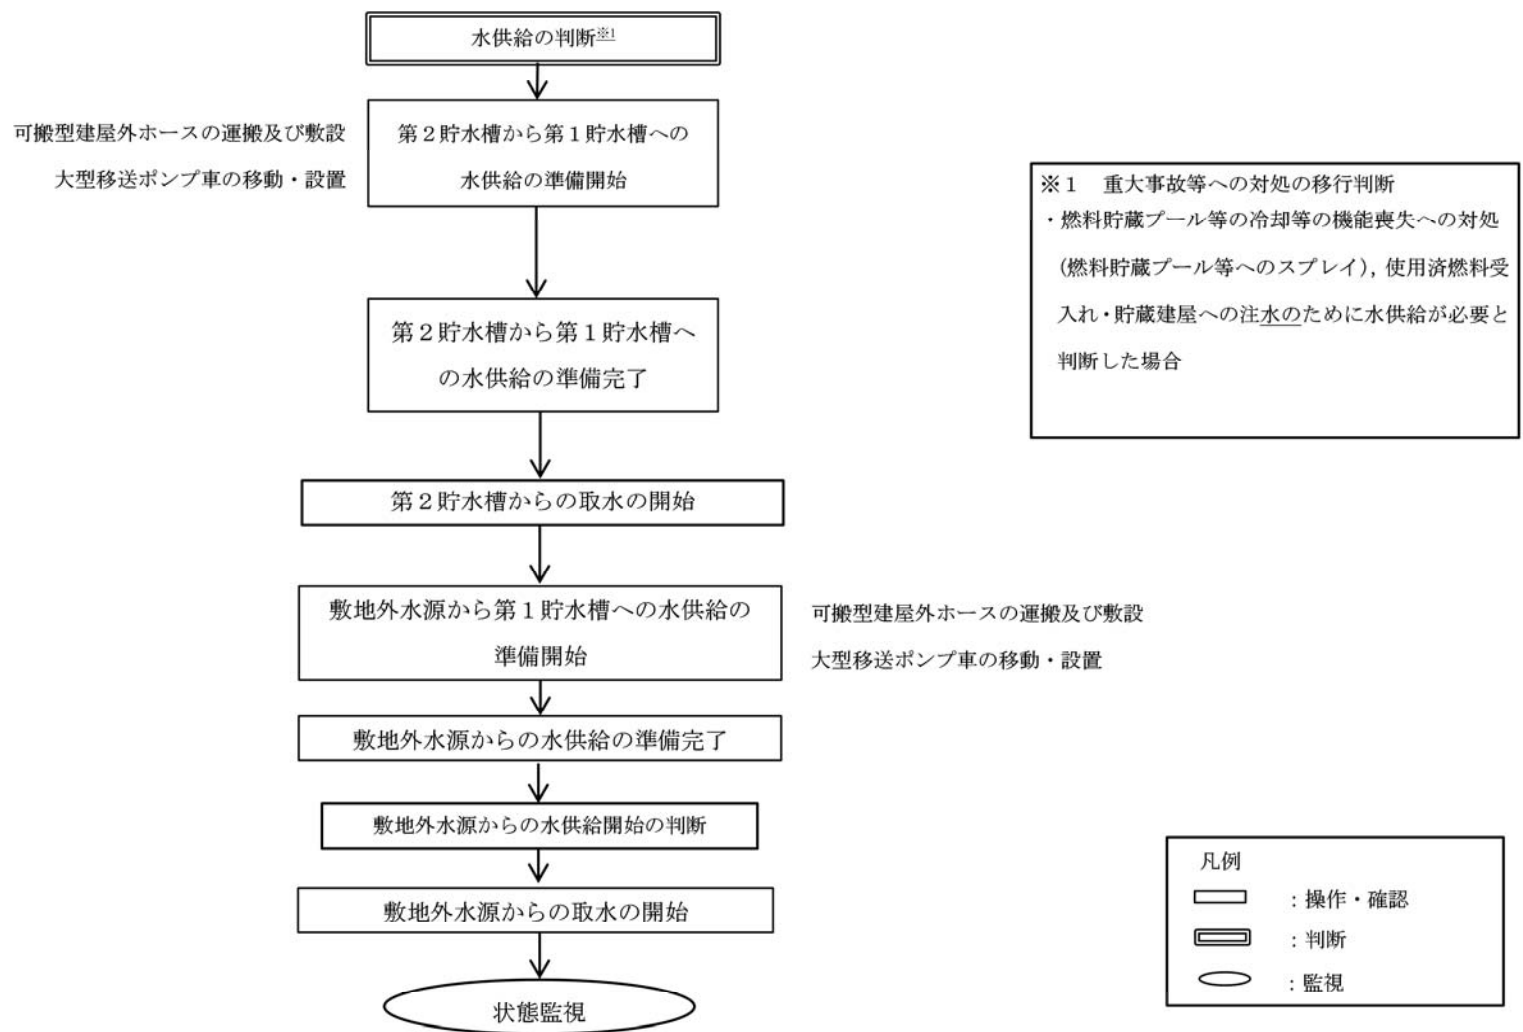 水供給の判断※1
可搬型建屋外ホースの運搬及び敷設
大型移送ポンプ車の移動・設置
第２貯水槽から第１貯水槽への
水供給の準備開始
第２貯水槽から第１貯水槽へ
の水供給の準備完了
第２貯水槽からの取水の開始
敷地外水源から第１貯水槽への水供給の
準備開始
可搬型建屋外ホースの運搬及び敷設
大型移送ポンプ車の移動・設置
敷地外水源からの水供給の準備完了
敷地外水源からの水供給開始の判断
敷地外水源からの取水の開始
状態監視
※１　重大事故等への対処の移行判断
・燃料貯蔵プール等の冷却等の機能喪失への対処
（燃料貯蔵プール等へのスプレイ），使用済燃料受
入れ・貯蔵建屋への注水のために水供給が必要と
判断した場合
凡例
：操作・確認
：判断
：監視